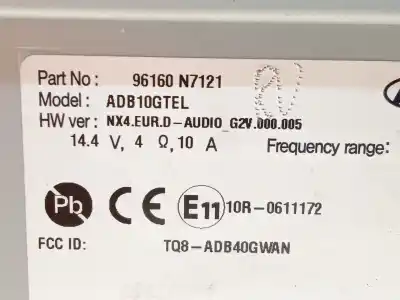 Part No : 96160 N7121
Model : ADB10GTEL
HW ver : NX4.EUR.D-AUDIO_G2V.000.005
14.4 V, 4 Ω, 10 A Frequency range:
Pb CE E11 10R-0611172
FCC ID: TQ8-ADB40GWAN